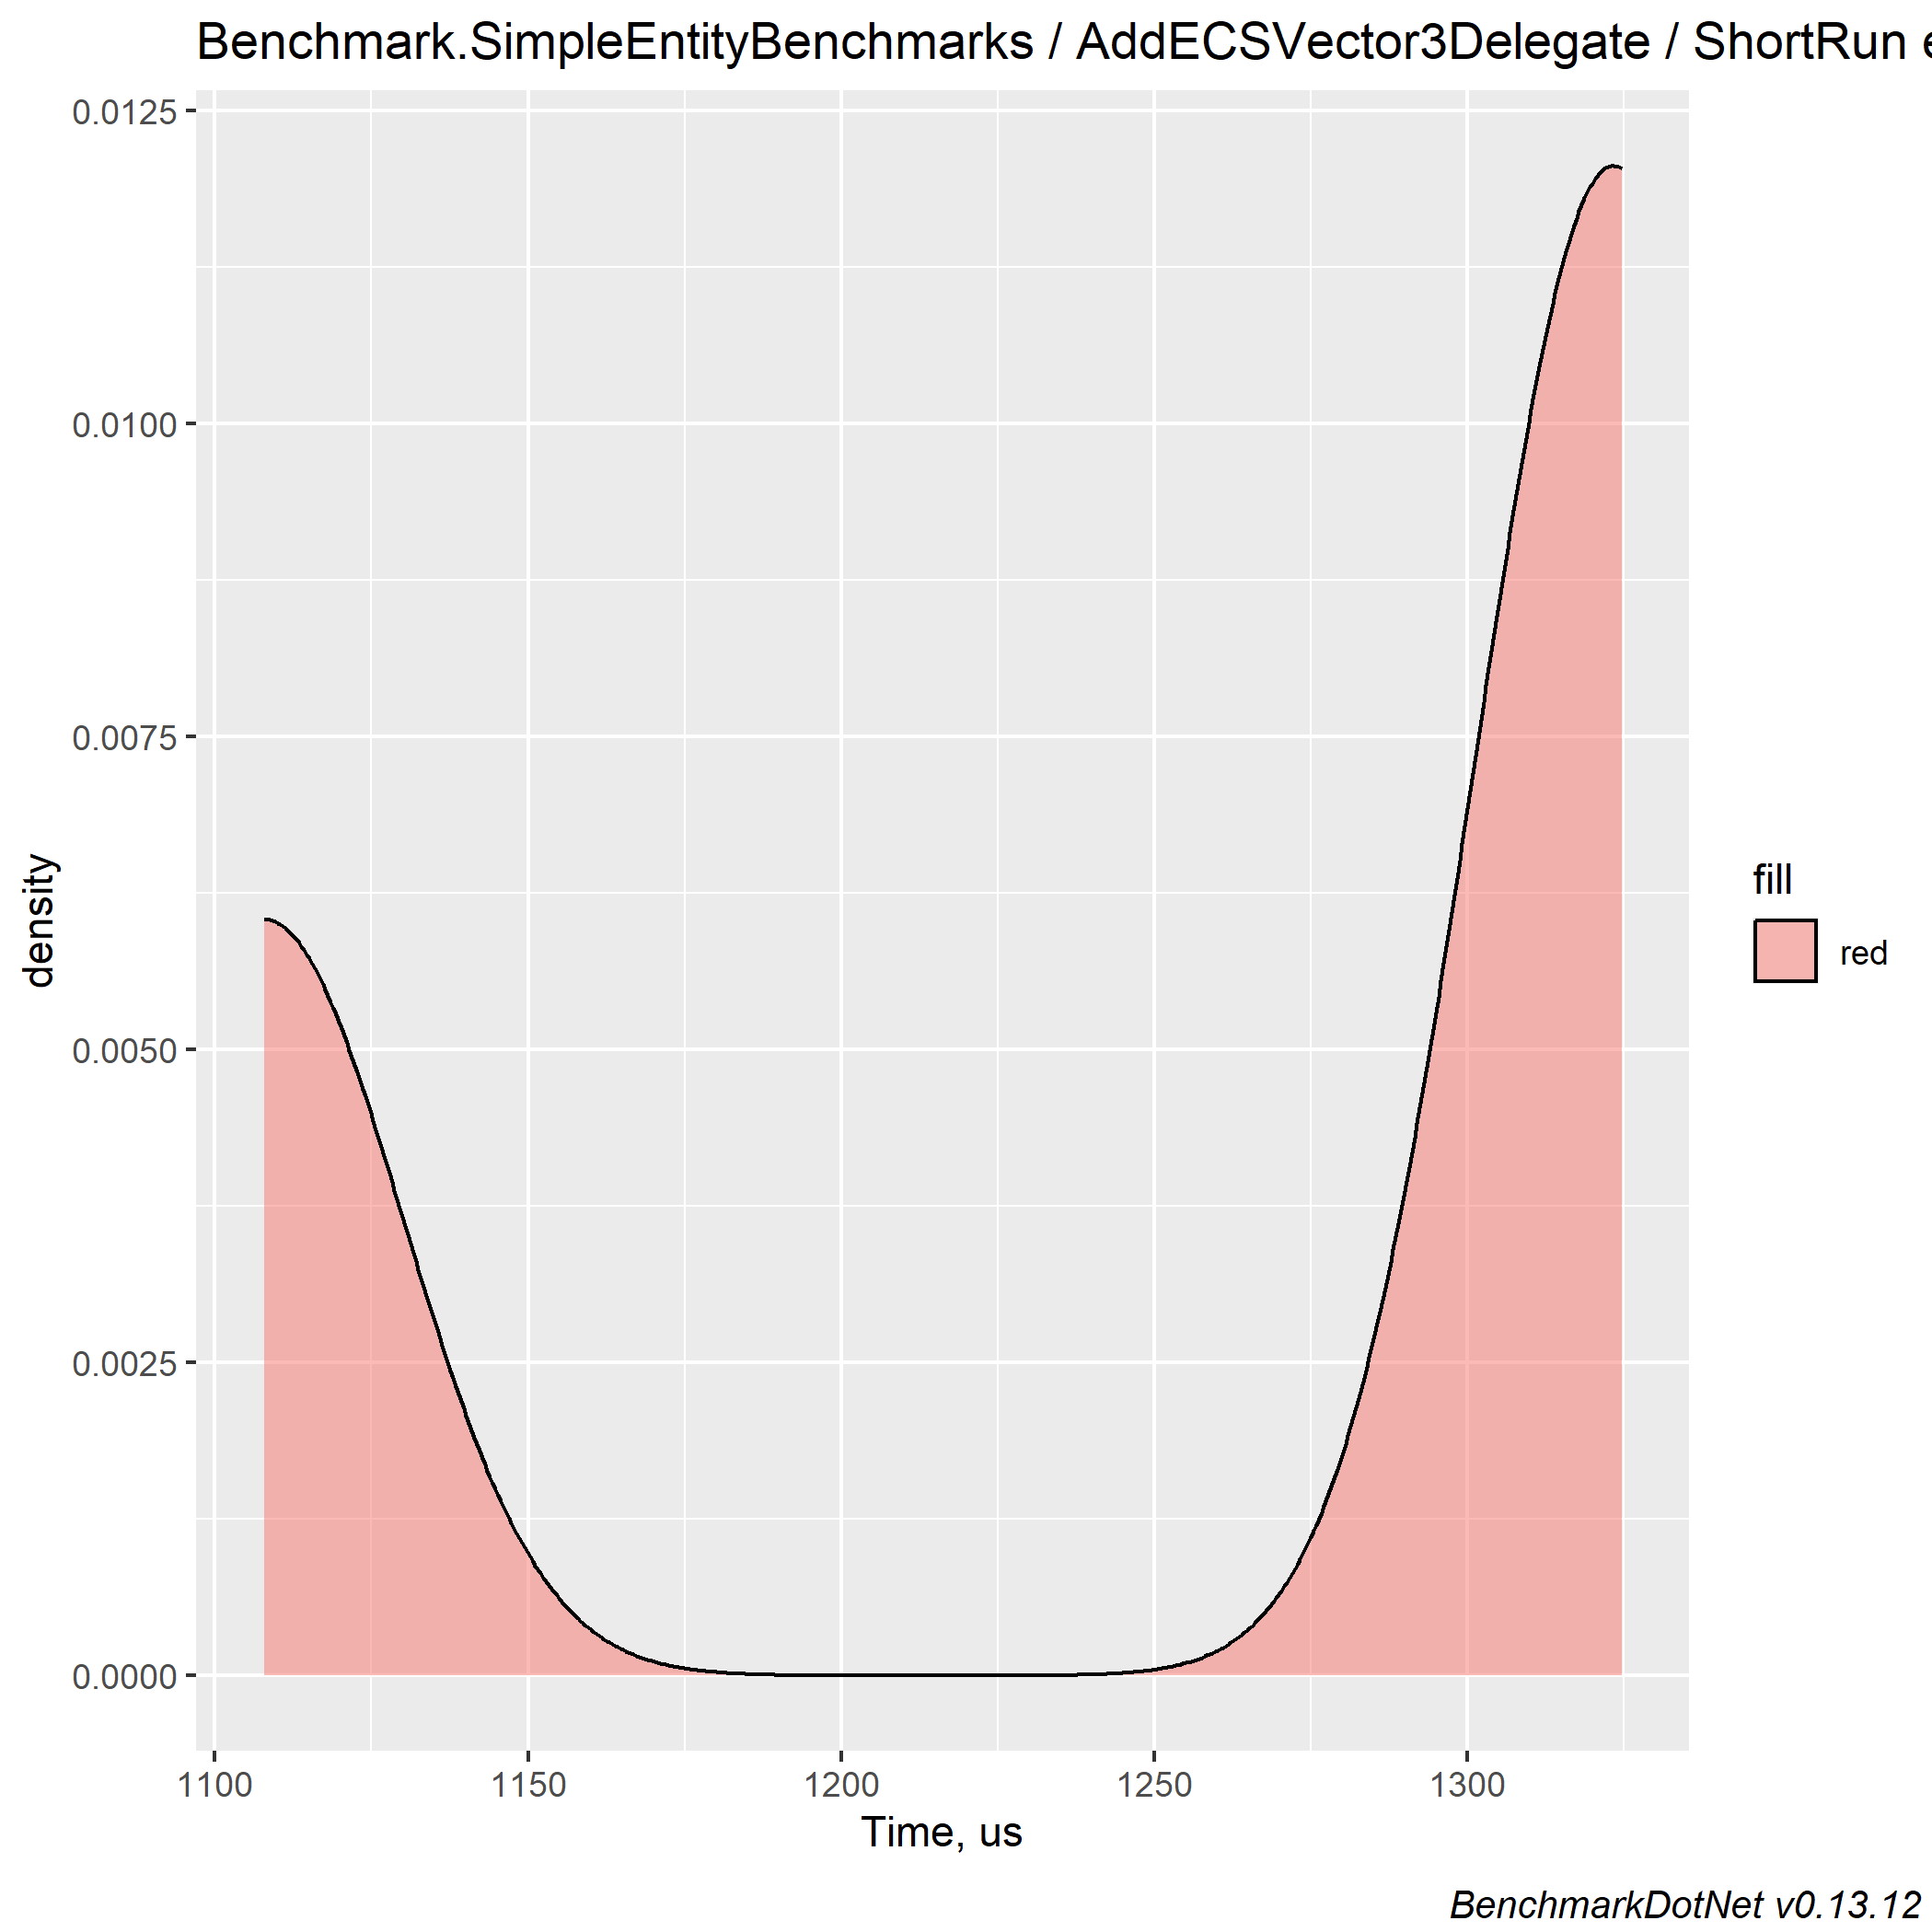 Benchmark.SimpleEntityBenchmarks / AddECSVector3Delegate / ShortRun
0.0125
0.0100
0.0075
0.0050
0.0025
0.0000
density
1100 1150 1200 1250 1300
Time, us
fill
red
BenchmarkDotNet v0.13.12